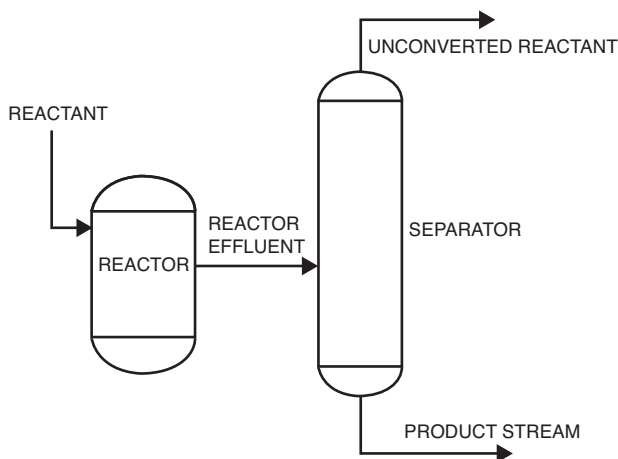 UNCONVERTED REACTANT
REACTANT
REACTOR
EFFLUENT
SEPARATOR
REACTOR
PRODUCT STREAM